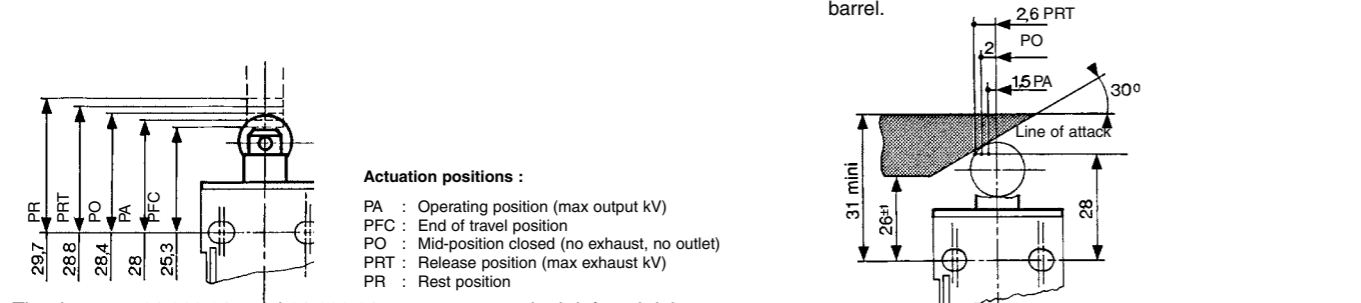 barrel.
2,6 PRT
PO
2
1,5 PA
30º
Line of attack
31 mini
26±1
28
PR
PRT
PO
PA
PFC
29,7
28 8
28,4
28
25,3
Actuation positions :
PA : Operating position (max output kV)
PFC : End of travel position
PO : Mid-position closed (no exhaust, no outlet)
PRT : Release position (max exhaust kV)
PR : Rest position